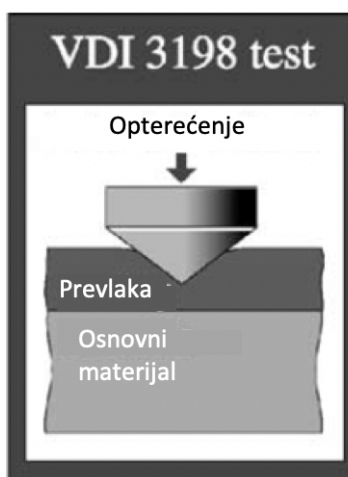 VDI 3198 test
Opterećenje
Prevlaka
Osnovni
materijal